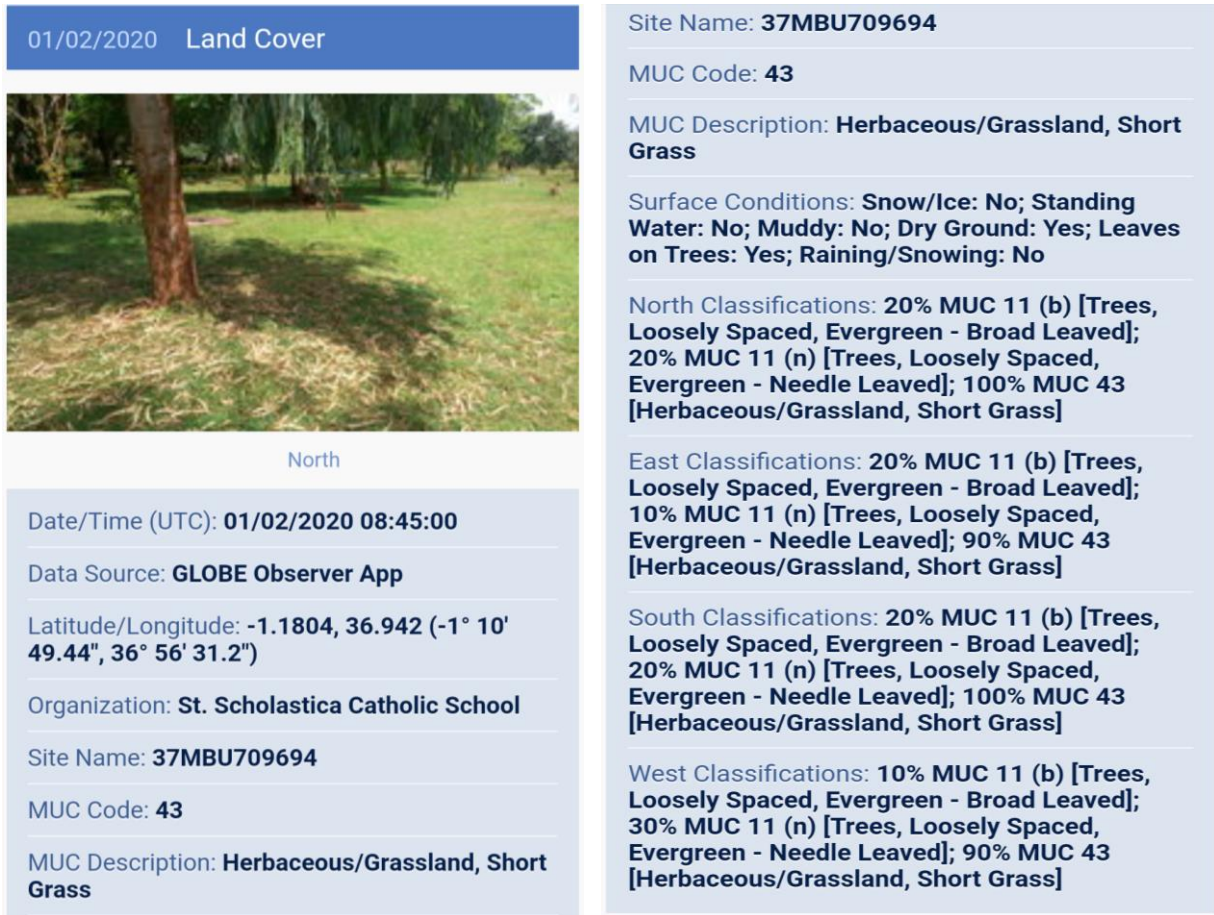 01/02/2020 Land Cover
North
Date/Time (UTC): 01/02/2020 08:45:00
Data Source: GLOBE Observer App
Latitude/Longitude: -1.1804, 36.942 (-1° 10'
49.44", 36° 56' 31.2")
Organization: St. Scholastica Catholic School
Site Name: 37MBU709694
MUC Code: 43
MUC Description: Herbaceous/Grassland, Short
Grass
Site Name: 37MBU709694
MUC Code: 43
MUC Description: Herbaceous/Grassland, Short
Grass
Surface Conditions: Snow/Ice: No; Standing
Water: No; Muddy: No; Dry Ground: Yes; Leaves
on Trees: Yes; Raining/Snowing: No
North Classifications: 20% MUC 11 (b) [Trees,
Loosely Spaced, Evergreen - Broad Leaved];
20% MUC 11 (n) [Trees, Loosely Spaced,
Evergreen - Needle Leaved]; 100% MUC 43
[Herbaceous/Grassland, Short Grass]
East Classifications: 20% MUC 11 (b) [Trees,
Loosely Spaced, Evergreen - Broad Leaved];
10% MUC 11 (n) [Trees, Loosely Spaced,
Evergreen - Needle Leaved]; 90% MUC 43
[Herbaceous/Grassland, Short Grass]
South Classifications: 20% MUC 11 (b) [Trees,
Loosely Spaced, Evergreen - Broad Leaved];
20% MUC 11 (n) [Trees, Loosely Spaced,
Evergreen - Needle Leaved]; 100% MUC 43
[Herbaceous/Grassland, Short Grass]
West Classifications: 10% MUC 11 (b) [Trees,
Loosely Spaced, Evergreen - Broad Leaved];
30% MUC 11 (n) [Trees, Loosely Spaced,
Evergreen - Needle Leaved]; 90% MUC 43
[Herbaceous/Grassland, Short Grass]